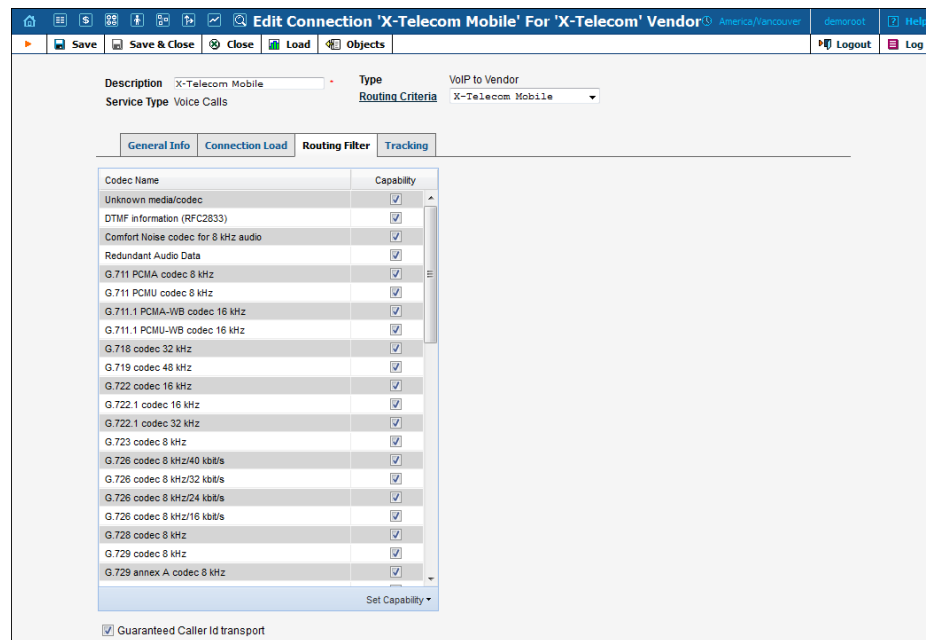 Edit Connection 'X-Telecom Mobile' For 'X-Telecom' Vendor America/Vancouver demoroot ? Help
Save Save & Close Close Load Objects Logout Log
Description X-Telecom Mobile * Type VoIP to Vendor
Service Type Voice Calls Routing Criteria X-Telecom Mobile
General Info Connection Load Routing Filter Tracking
Codec Name Capability
Unknown media/codec
DTMF information (RFC2833)
Comfort Noise codec for 8 kHz audio
Redundant Audio Data
G.711 PCMA codec 8 kHz
G.711 PCMU codec 8 kHz
G.711.1 PCMA-WB codec 16 kHz
G.711.1 PCMU-WB codec 16 kHz
G.718 codec 32 kHz
G.719 codec 48 kHz
G.722 codec 16 kHz
G.722.1 codec 16 kHz
G.722.1 codec 32 kHz
G.723 codec 8 kHz
G.726 codec 8 kHz/40 kbit/s
G.726 codec 8 kHz/32 kbit/s
G.726 codec 8 kHz/24 kbit/s
G.726 codec 8 kHz/16 kbit/s
G.728 codec 8 kHz
G.729 codec 8 kHz
G.729 annex A codec 8 kHz
Set Capability
Guaranteed Caller Id transport